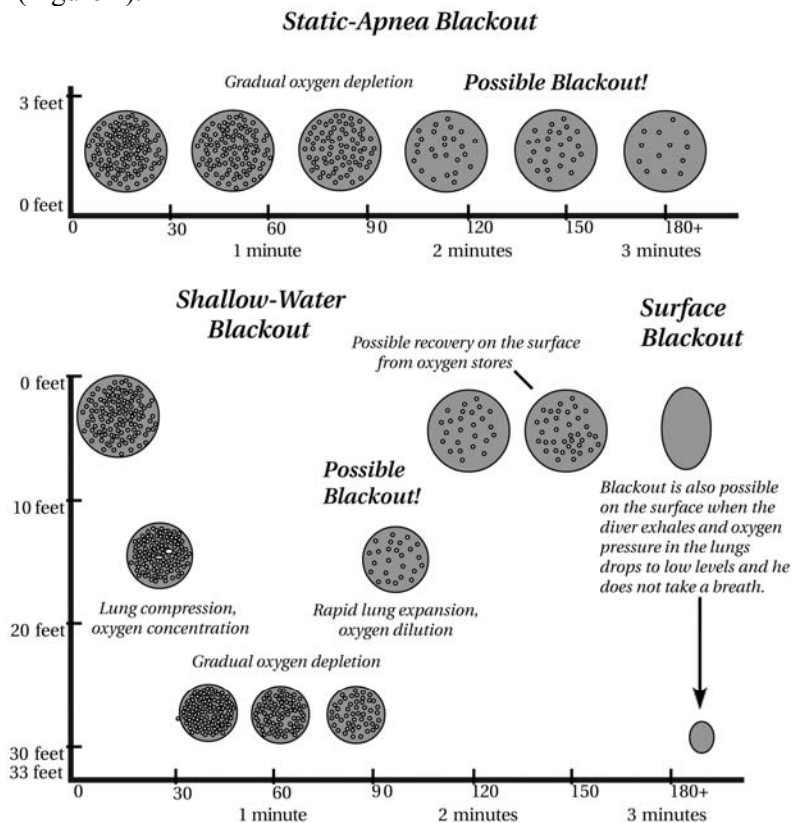 Static-Apnea Blackout
Gradual oxygen depletion
Possible Blackout!
3 feet
0 feet
0
30
60
90
120
150
180+
1 minute
2 minutes
3 minutes
Shallow-Water
Blackout
Surface
Blackout
Possible recovery on the surface
from oxygen stores
0 feet
Possible
Blackout!
10 feet
Blackout is also possible
on the surface when the
diver exhales and oxygen
pressure in the lungs
drops to low levels and he
does not take a breath.
Lung compression,
oxygen concentration
Rapid lung expansion,
oxygen dilution
20 feet
Gradual oxygen depletion
30 feet
33 feet
0
30
60
90
120
150
180+
1 minute
2 minutes
3 minutes